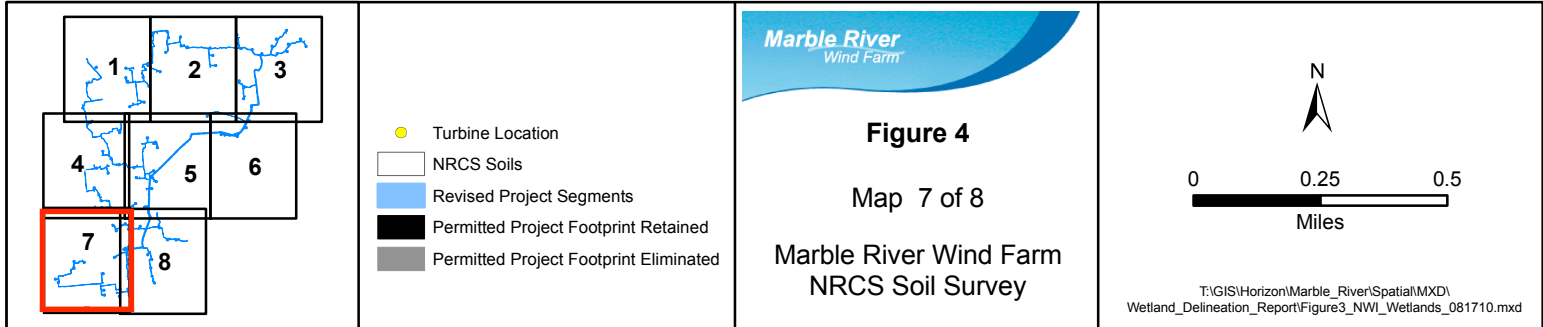 1
2
3
4
5
6
7
8
Turbine Location
NRCS Soils
Revised Project Segments
Permitted Project Footprint Retained
Permitted Project Footprint Eliminated
Marble River
Wind Farm
Figure 4
Map 7 of 8
Marble River Wind Farm
NRCS Soil Survey
N
0 0.25 0.5
Miles
T:\GIS\Horizon\Marble_River\Spatial\MXD\
Wetland_Delineation_Report\Figure3_NWI_Wetlands_081710.mxd